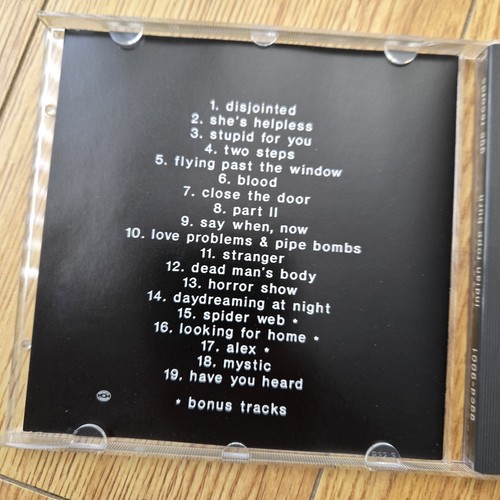 1. disjointed
2. she's helpless
3. stupid for you
4. two steps
5. flying past the window
6. blood
7. close the door
8. part II
9. say when, now
10. love problems & pipe bombs
11. stranger
12. dead man's body
13. horror show
14. daydreaming at night
15. spider web *
16. looking for home *
17. alex *
18. mystic
19. have you heard
* bonus tracks
indian rope burn